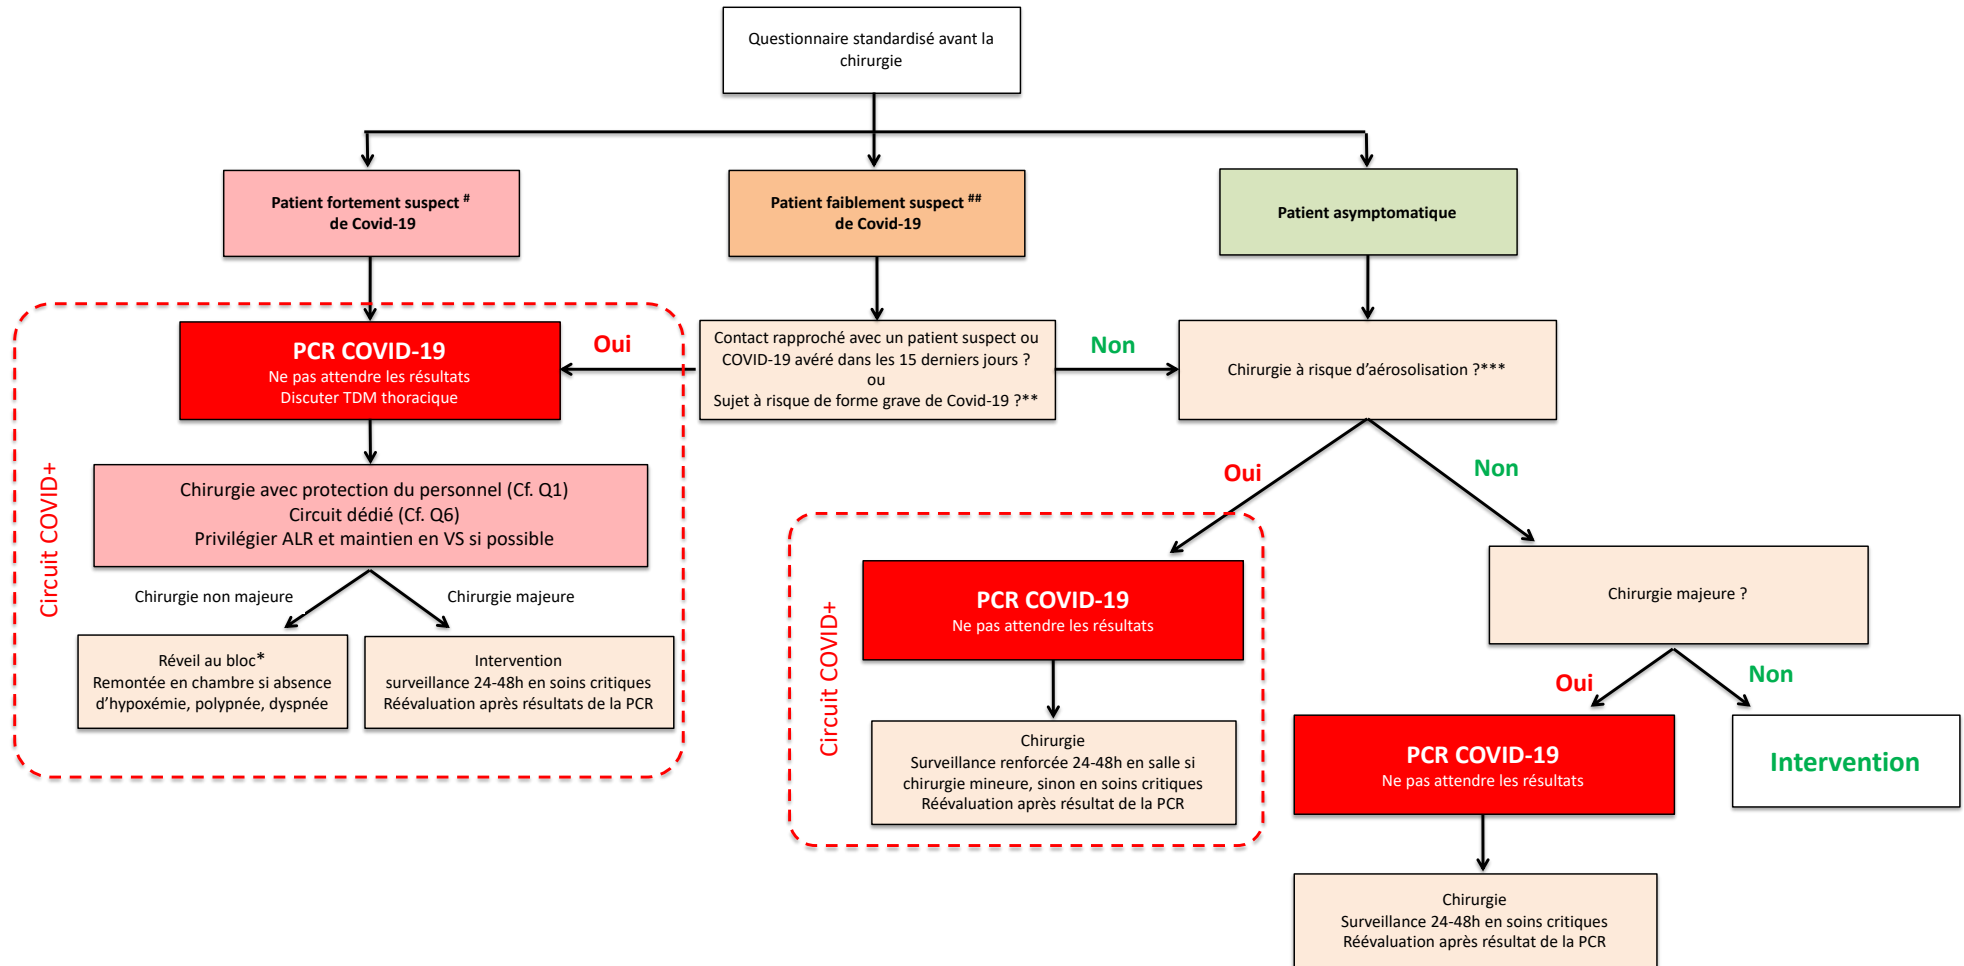 Questionnaire standardisé avant la
chirurgie
Patient fortement suspect #
de Covid-19
Patient faiblement suspect ##
de Covid-19
Patient asymptomatique
PCR COVID-19
Ne pas attendre les résultats
Discuter TDM thoracique
Oui
Contact rapproché avec un patient suspect ou
COVID-19 avéré dans les 15 derniers jours ?
ou
Sujet à risque de forme grave de Covid-19 ?**
Non
Chirurgie à risque d'aérosolisation ?***
Circuit COVID+
Chirurgie avec protection du personnel (Cf. Q1)
Circuit dédié (Cf. Q6)
Privilégier ALR et maintien en VS si possible
Chirurgie non majeure
Chirurgie majeure
Réveil au bloc*
Remontée en chambre si absence
d'hypoxémie, polypnée, dyspnée
Intervention
surveillance 24-48h en soins critiques
Réévaluation après résultats de la PCR
Oui
Non
Circuit COVID+
PCR COVID-19
Ne pas attendre les résultats
Chirurgie
Surveillance renforcée 24-48h en salle si
chirurgie mineure, sinon en soins critiques
Réévaluation après résultat de la PCR
Chirurgie majeure ?
Oui
Non
PCR COVID-19
Ne pas attendre les résultats
Intervention
Chirurgie
Surveillance 24-48h en soins critiques
Réévaluation après résultat de la PCR